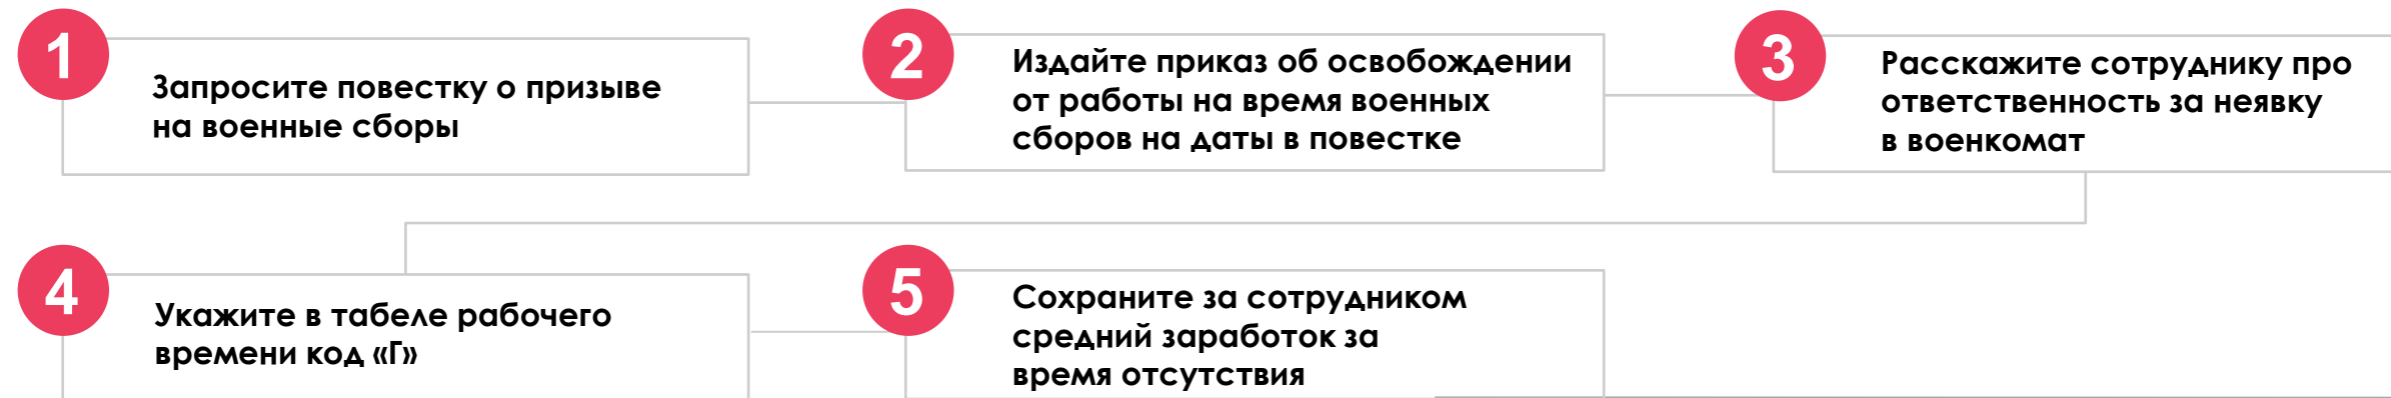 1
Запросите повестку о призыве
на военные сборы
2
Издайте приказ об освобождении
от работы на время военных
сборов на даты в повестке
3
Расскажите сотруднику про
ответственность за неявку
в военкомат
4
Укажите в табеле рабочего
времени код «Г»
5
Сохраните за сотрудником
средний заработок за
время отсутствия